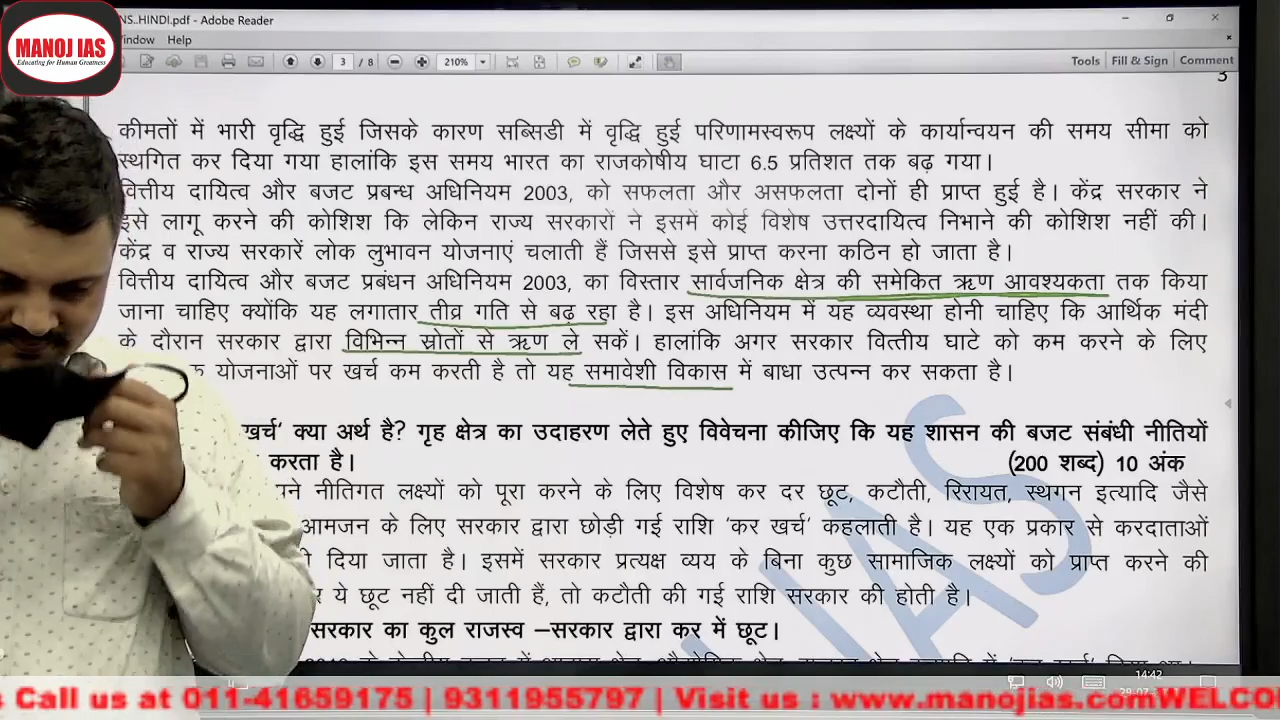 MANOJ IAS
Educating for Human Greatness
NS..HINDI.pdf - Adobe Reader
indow Help
3 / 8 210% Tools Fill & Sign Comment
3
कीमतों में भारी वृद्धि हुई जिसके कारण सब्सिडी में वृद्धि हुई परिणामस्वरूप लक्ष्यों के कार्यान्वयन की समय सीमा को
स्थगित कर दिया गया हालांकि इस समय भारत का राजकोषीय घाटा 6.5 प्रतिशत तक बढ़ गया।
वित्तीय दायित्व और बजट प्रबन्ध अधिनियम 2003, को सफलता और असफलता दोनों ही प्राप्त हुई है। केंद्र सरकार ने
इसे लागू करने की कोशिश कि लेकिन राज्य सरकारों ने इसमें कोई विशेष उत्तरदायित्व निभाने की कोशिश नहीं की।
केंद्र व राज्य सरकारें लोक लुभावन योजनाएं चलाती हैं जिससे इसे प्राप्त करना कठिन हो जाता है।
वित्तीय दायित्व और बजट प्रबंधन अधिनियम 2003, का विस्तार सार्वजनिक क्षेत्र की समेकित ऋण आवश्यकता तक किया
जाना चाहिए क्योंकि यह लगातार तीव्र गति से बढ़ रहा है। इस अधिनियम में यह व्यवस्था होनी चाहिए कि आर्थिक मंदी
के दौरान सरकार द्वारा विभिन्न स्रोतों से ऋण ले सकें। हालांकि अगर सरकार वित्तीय घाटे को कम करने के लिए
योजनाओं पर खर्च कम करती है तो यह समावेशी विकास में बाधा उत्पन्न कर सकता है।
खर्च‘ क्या अर्थ है? गृह क्षेत्र का उदाहरण लेते हुए विवेचना कीजिए कि यह शासन की बजट संबंधी नीतियों
करता है। (200 शब्द) 10 अंक
पने नीतिगत लक्ष्यों को पूरा करने के लिए विशेष कर दर छूट, कटौती, रिरायत, स्थगन इत्यादि जैसे
आमजन के लिए सरकार द्वारा छोड़ी गई राशि ‘कर खर्च‘ कहलाती है। यह एक प्रकार से करदाताओं
दिया जाता है। इसमें सरकार प्रत्यक्ष व्यय के बिना कुछ सामाजिक लक्ष्यों को प्राप्त करने की
ये छूट नहीं दी जाती हैं, तो कटौती की गई राशि सरकार की होती है।
सरकार का कुल राजस्व –सरकार द्वारा कर में छूट।
IAS
14:42
s Call us at 011-41659175 | 9311955797 | Visit us : www.manojias.comWELCO